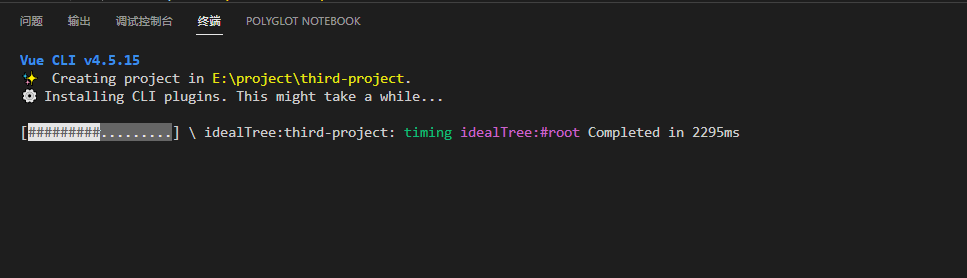 问题 输出 调试控制台 终端 POLYGLOT NOTEBOOK
Vue CLI v4.5.15
✨ Creating project in E:\project\third-project.
⚙ Installing CLI plugins. This might take a while...
[#########.........] \ idealTree:third-project: timing idealTree:#root Completed in 2295ms